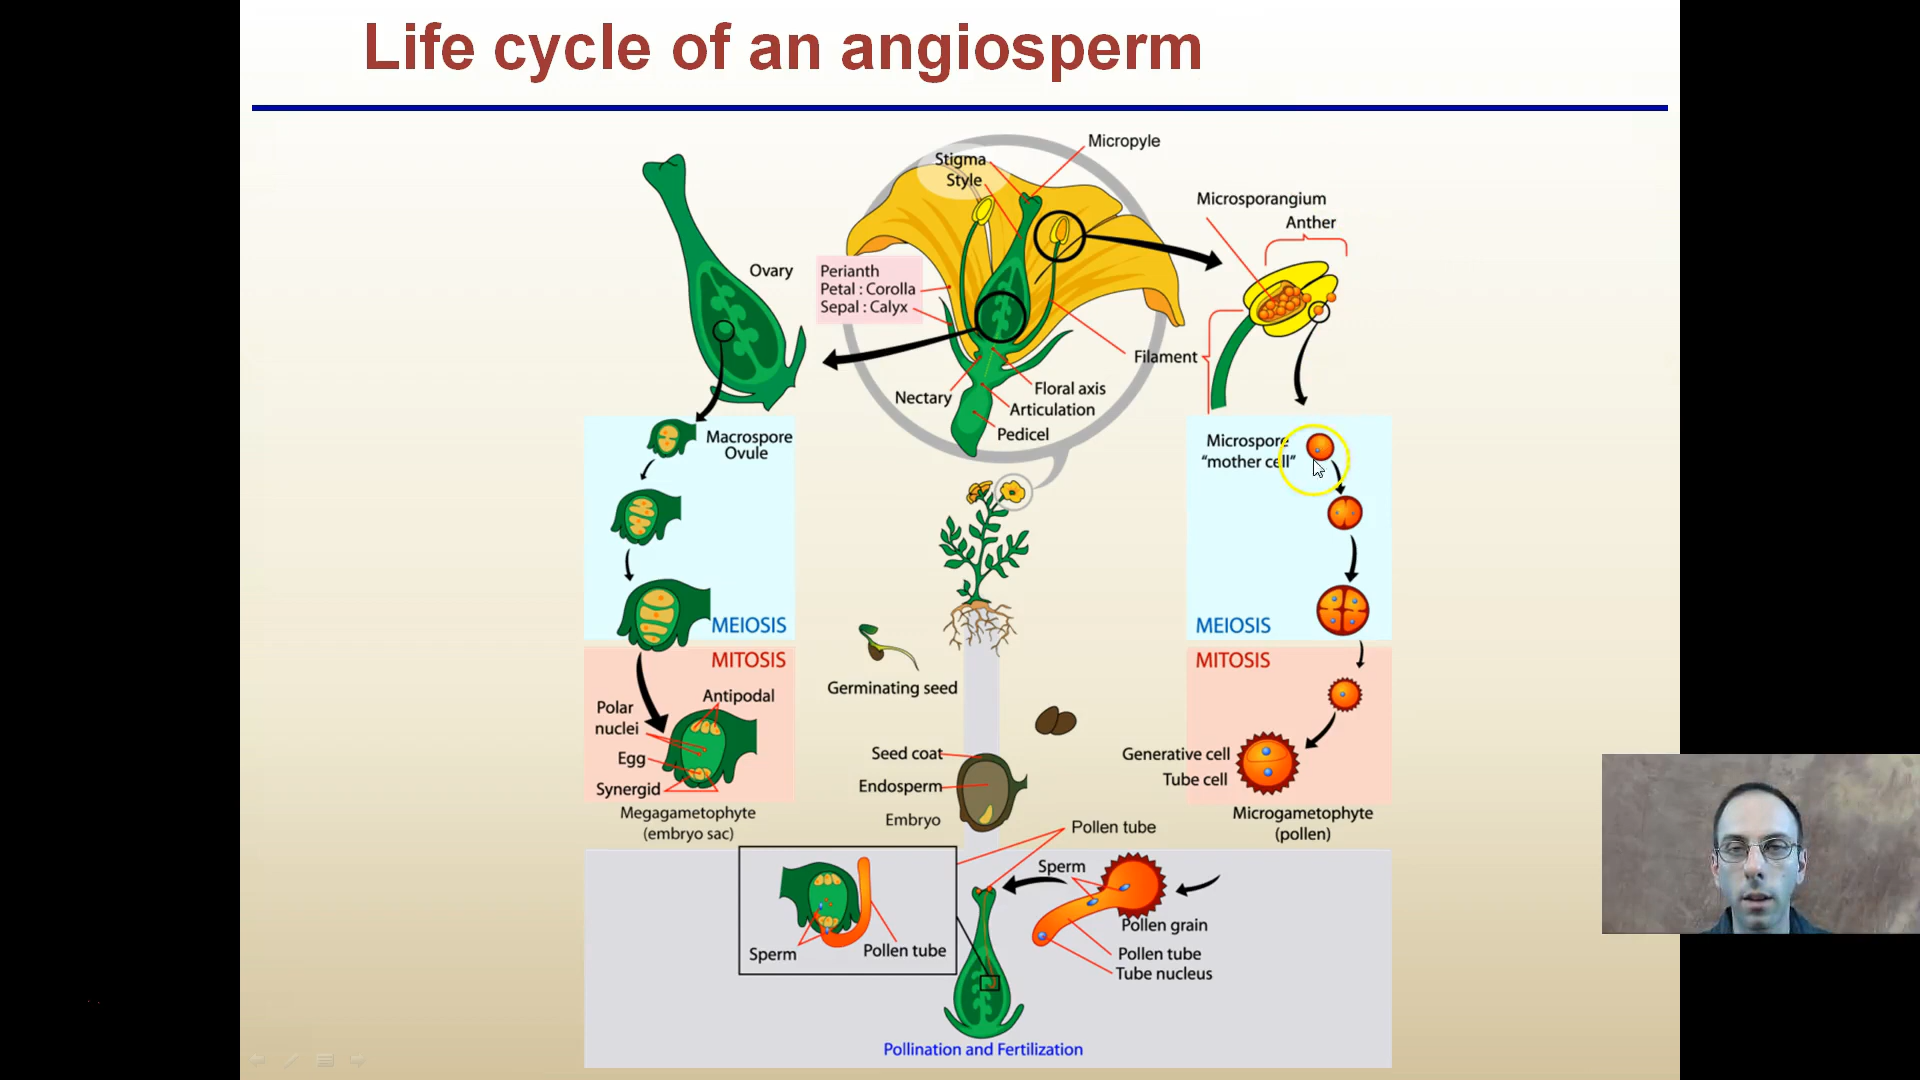 Life cycle of an angiosperm
Micropyle
Stigma
Style
Microsporangium
Anther
Ovary
Perianth
Petal : Corolla
Sepal : Calyx
Filament
Nectary
Floral axis
Articulation
Pedicel
Macrospore
Ovule
Microspore
“mother cell”
MEIOSIS
MEIOSIS
MITOSIS
MITOSIS
Germinating seed
Antipodal
Polar
nuclei
Egg
Synergid
Megagametophyte
(embryo sac)
Seed coat
Endosperm
Embryo
Generative cell
Tube cell
Microgametophyte
(pollen)
Pollen tube
Sperm
Pollen grain
Pollen tube
Tube nucleus
Sperm
Pollen tube
Pollination and Fertilization